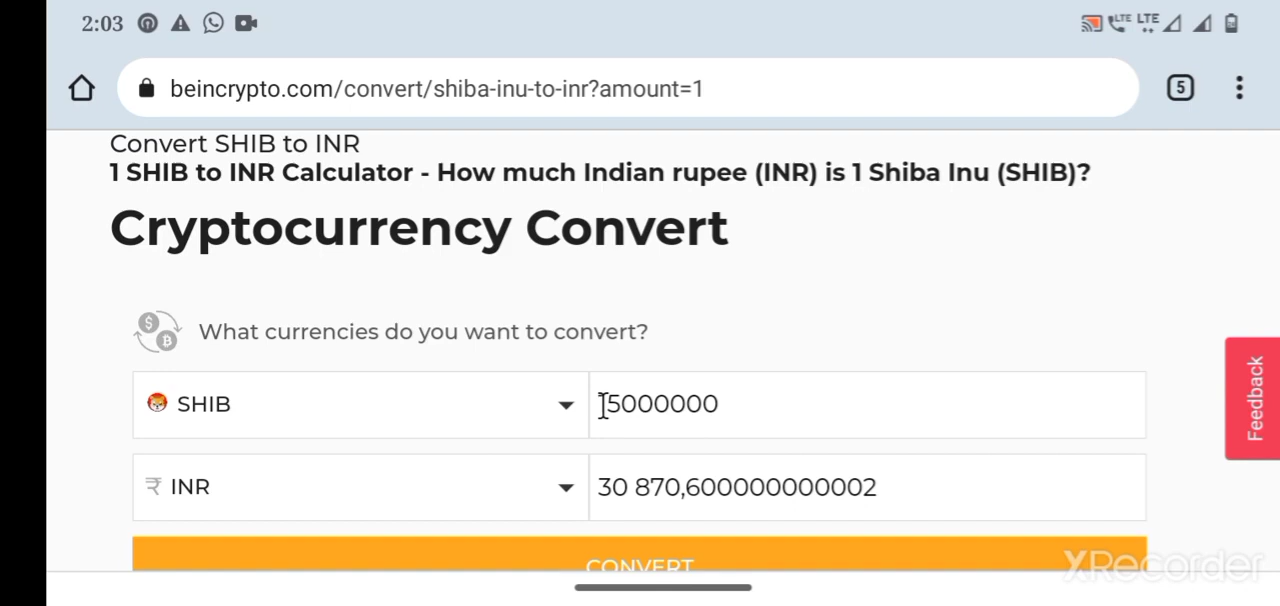 2:03
LTE LTE
beincrypto.com/convert/shiba-inu-to-inr?amount=1
5
Convert SHIB to INR
1 SHIB to INR Calculator - How much Indian rupee (INR) is 1 Shiba Inu (SHIB)?
Cryptocurrency Convert
What currencies do you want to convert?
SHIB
5000000
₹ INR
30 870,600000000002
CONVERT
Feedback
XRecorder